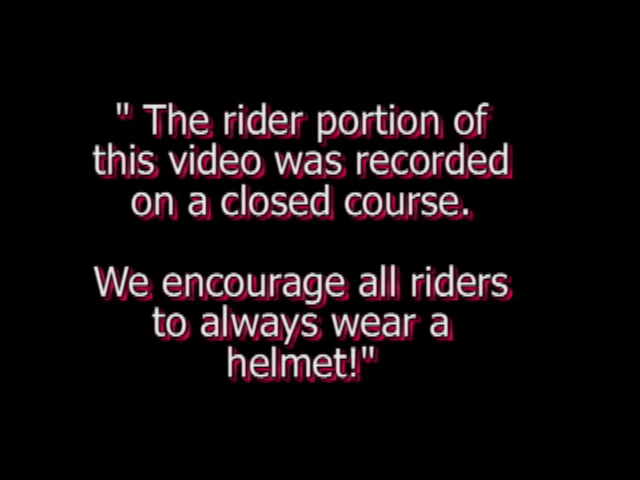 " The rider portion of
this video was recorded
on a closed course.
We encourage all riders
to always wear a
helmet!"